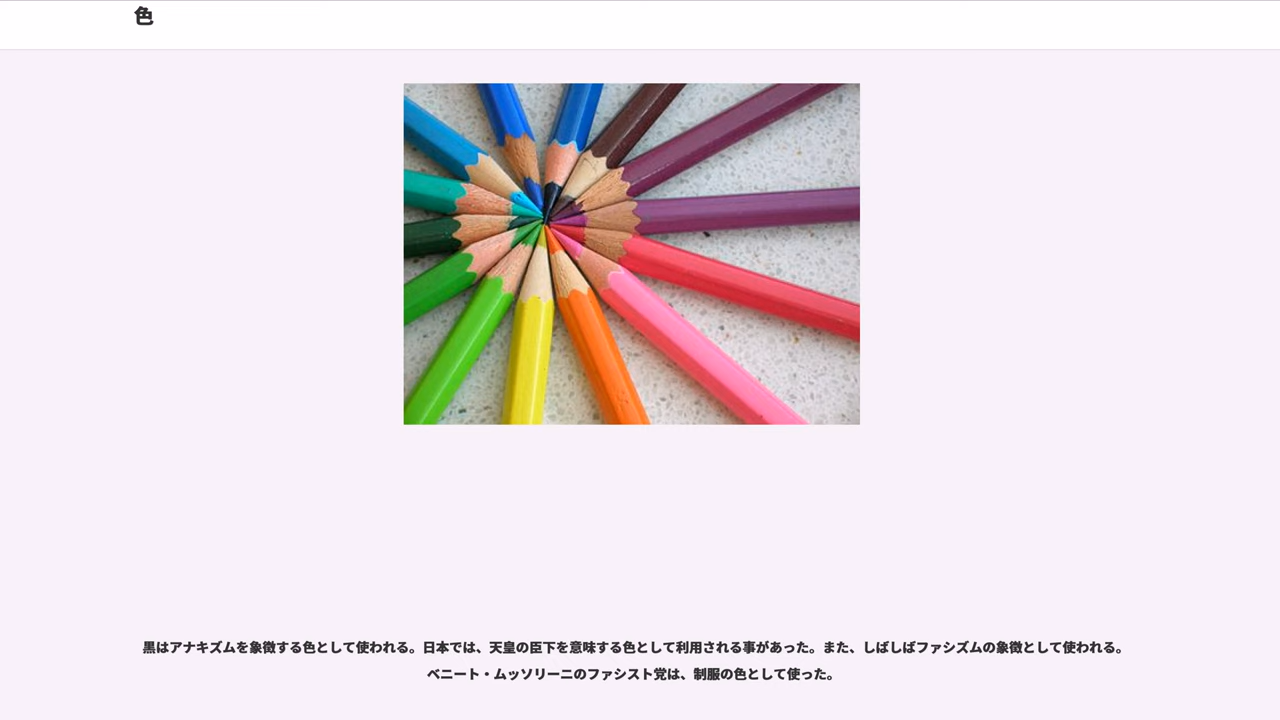 色
黒はアナキズムを象徴する色として使われる。日本では、天皇の臣下を意味する色として利用される事があった。また、しばしばファシズムの象徴として使われる。
ベニート・ムッソリーニのファシスト党は、制服の色として使った。